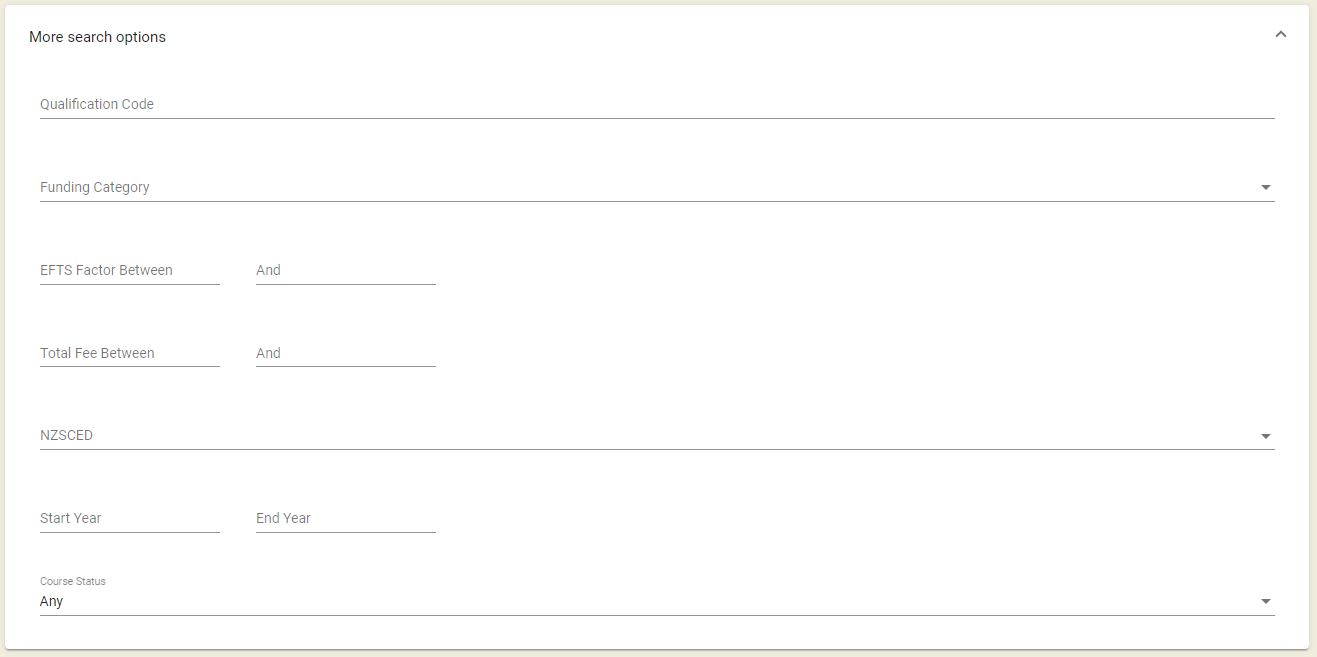 More search options
Qualification Code
Funding Category
EFTS Factor Between And
Total Fee Between And
NZSCED
Start Year End Year
Course Status
Any